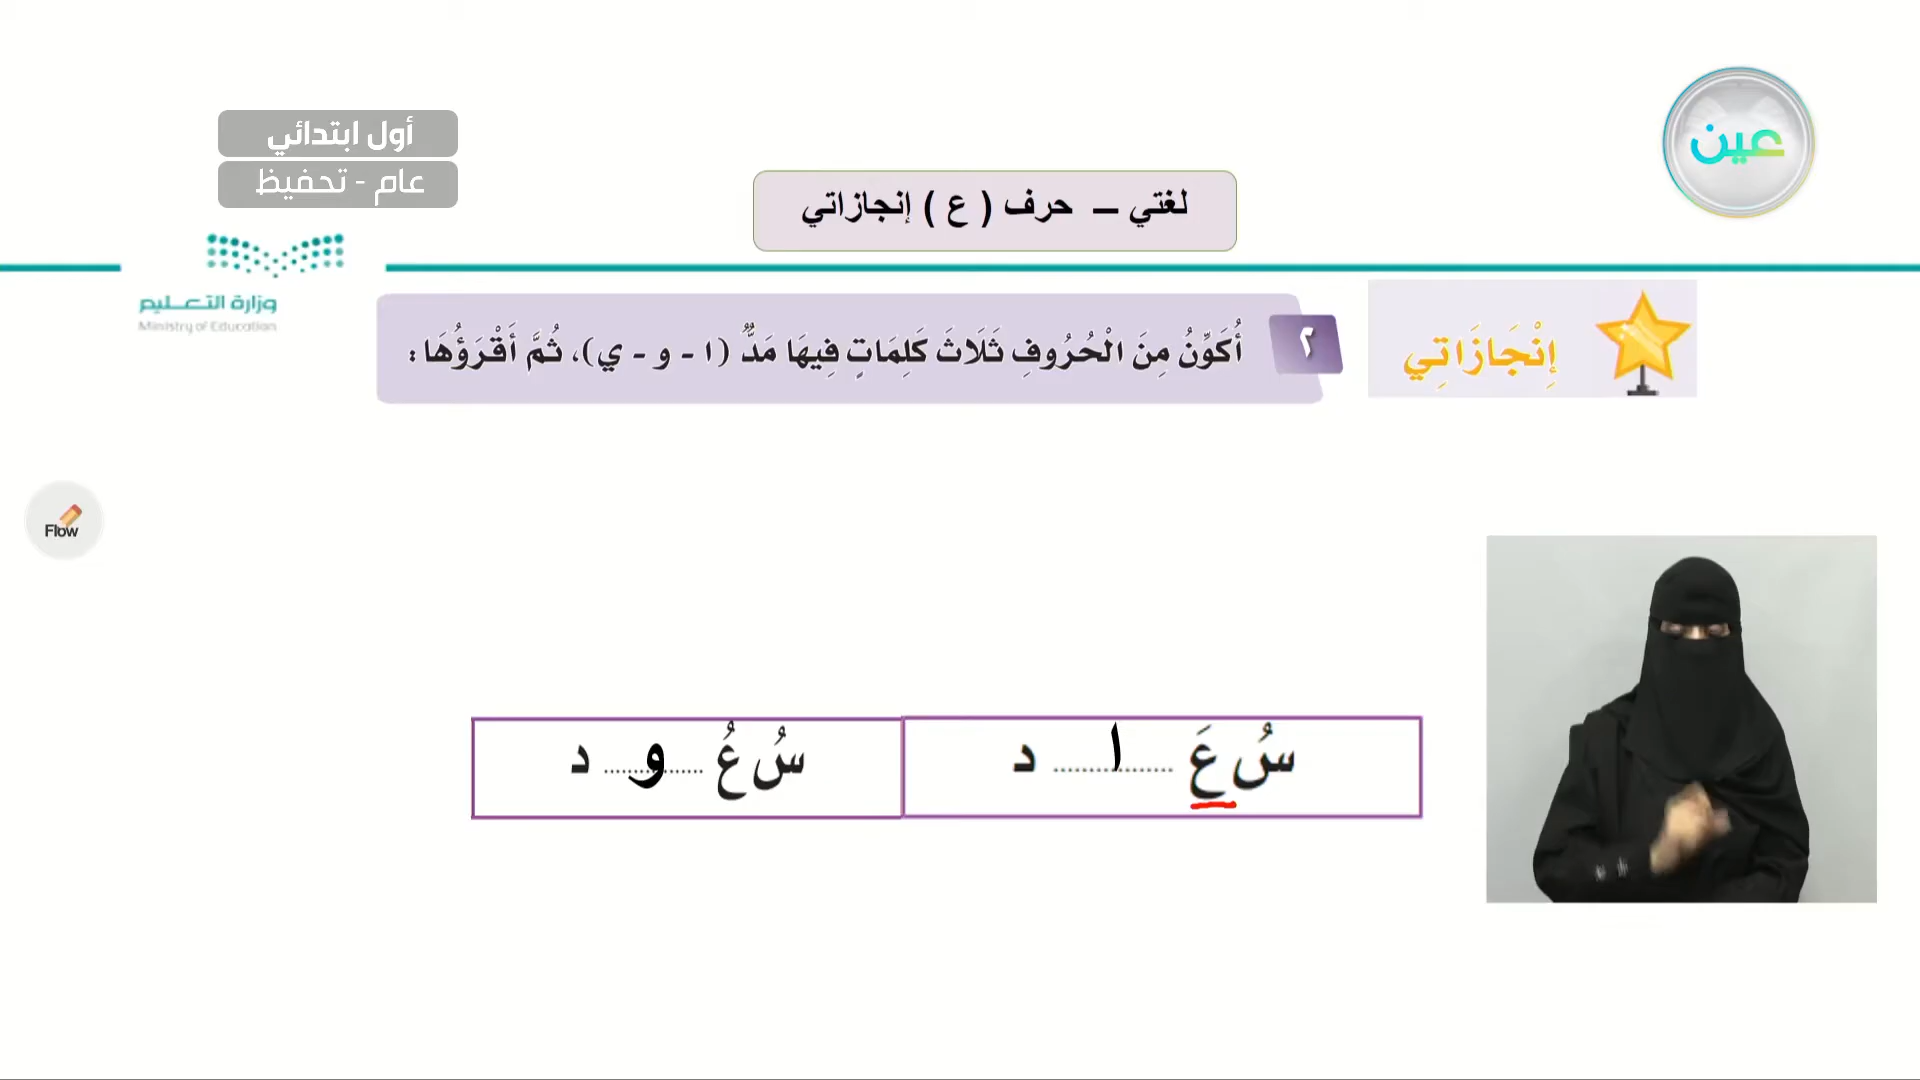 عين
أول ابتدائي
عام - تحفيظ
لغتي – حرف ( ع ) إنجازاتي
وزارة التعليم
Ministry of Education
إِنْجَازَاتِي
٢
أُكَوِّنُ مِنَ الْحُرُوفِ ثَلَاثَ كَلِمَاتٍ فِيهَا مَدٌّ (ا - و - ي)، ثُمَّ أَقْرَؤُهَا :
Flow
سُ عَ ......ا...... د
سُ عُ ......و...... د